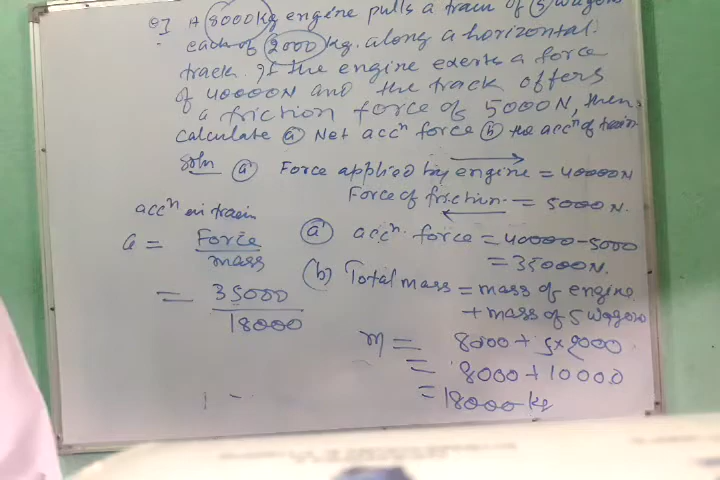 Q] A 8000kg engine pulls a train of 5 wagons
each of 2000 kg. along a horizontal
track. If the engine exerts a force
of 40000N and the track offers
a friction force of 5000N, then
calculate (a) Net accⁿ force (b) the accⁿ of train
Soln (a) Force applied by engine = 40000N
Force of friction = 5000N.
(a) accⁿ force = 40000-5000
= 35000N.
(b) Total mass = mass of engine
+ mass of 5 wagons
m = 8000 + 5×2000
= 8000 + 10000
= 18000 kg
accⁿ in train
a = Force
mass
= 35000
18000